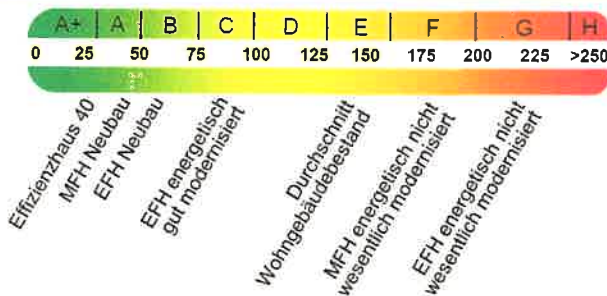 A+ A B C D E F G H
0 25 50 75 100 125 150 175 200 225 >250
Effizienzhaus 40
MFH Neubau
EFH Neubau
EFH energetisch
gut modernisiert
Durchschnitt
Wohngebäudebestand
MFH energetisch nicht
wesentlich modernisiert
EFH energetisch nicht
wesentlich modernisiert